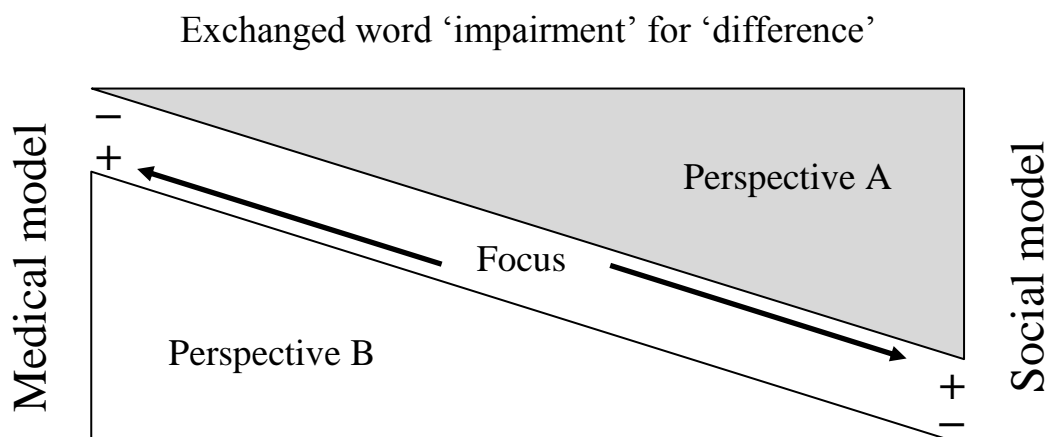 Exchanged word ‘impairment’ for ‘difference’
Medical model
−
+
Perspective A
Focus
Perspective B
Social model
+
−